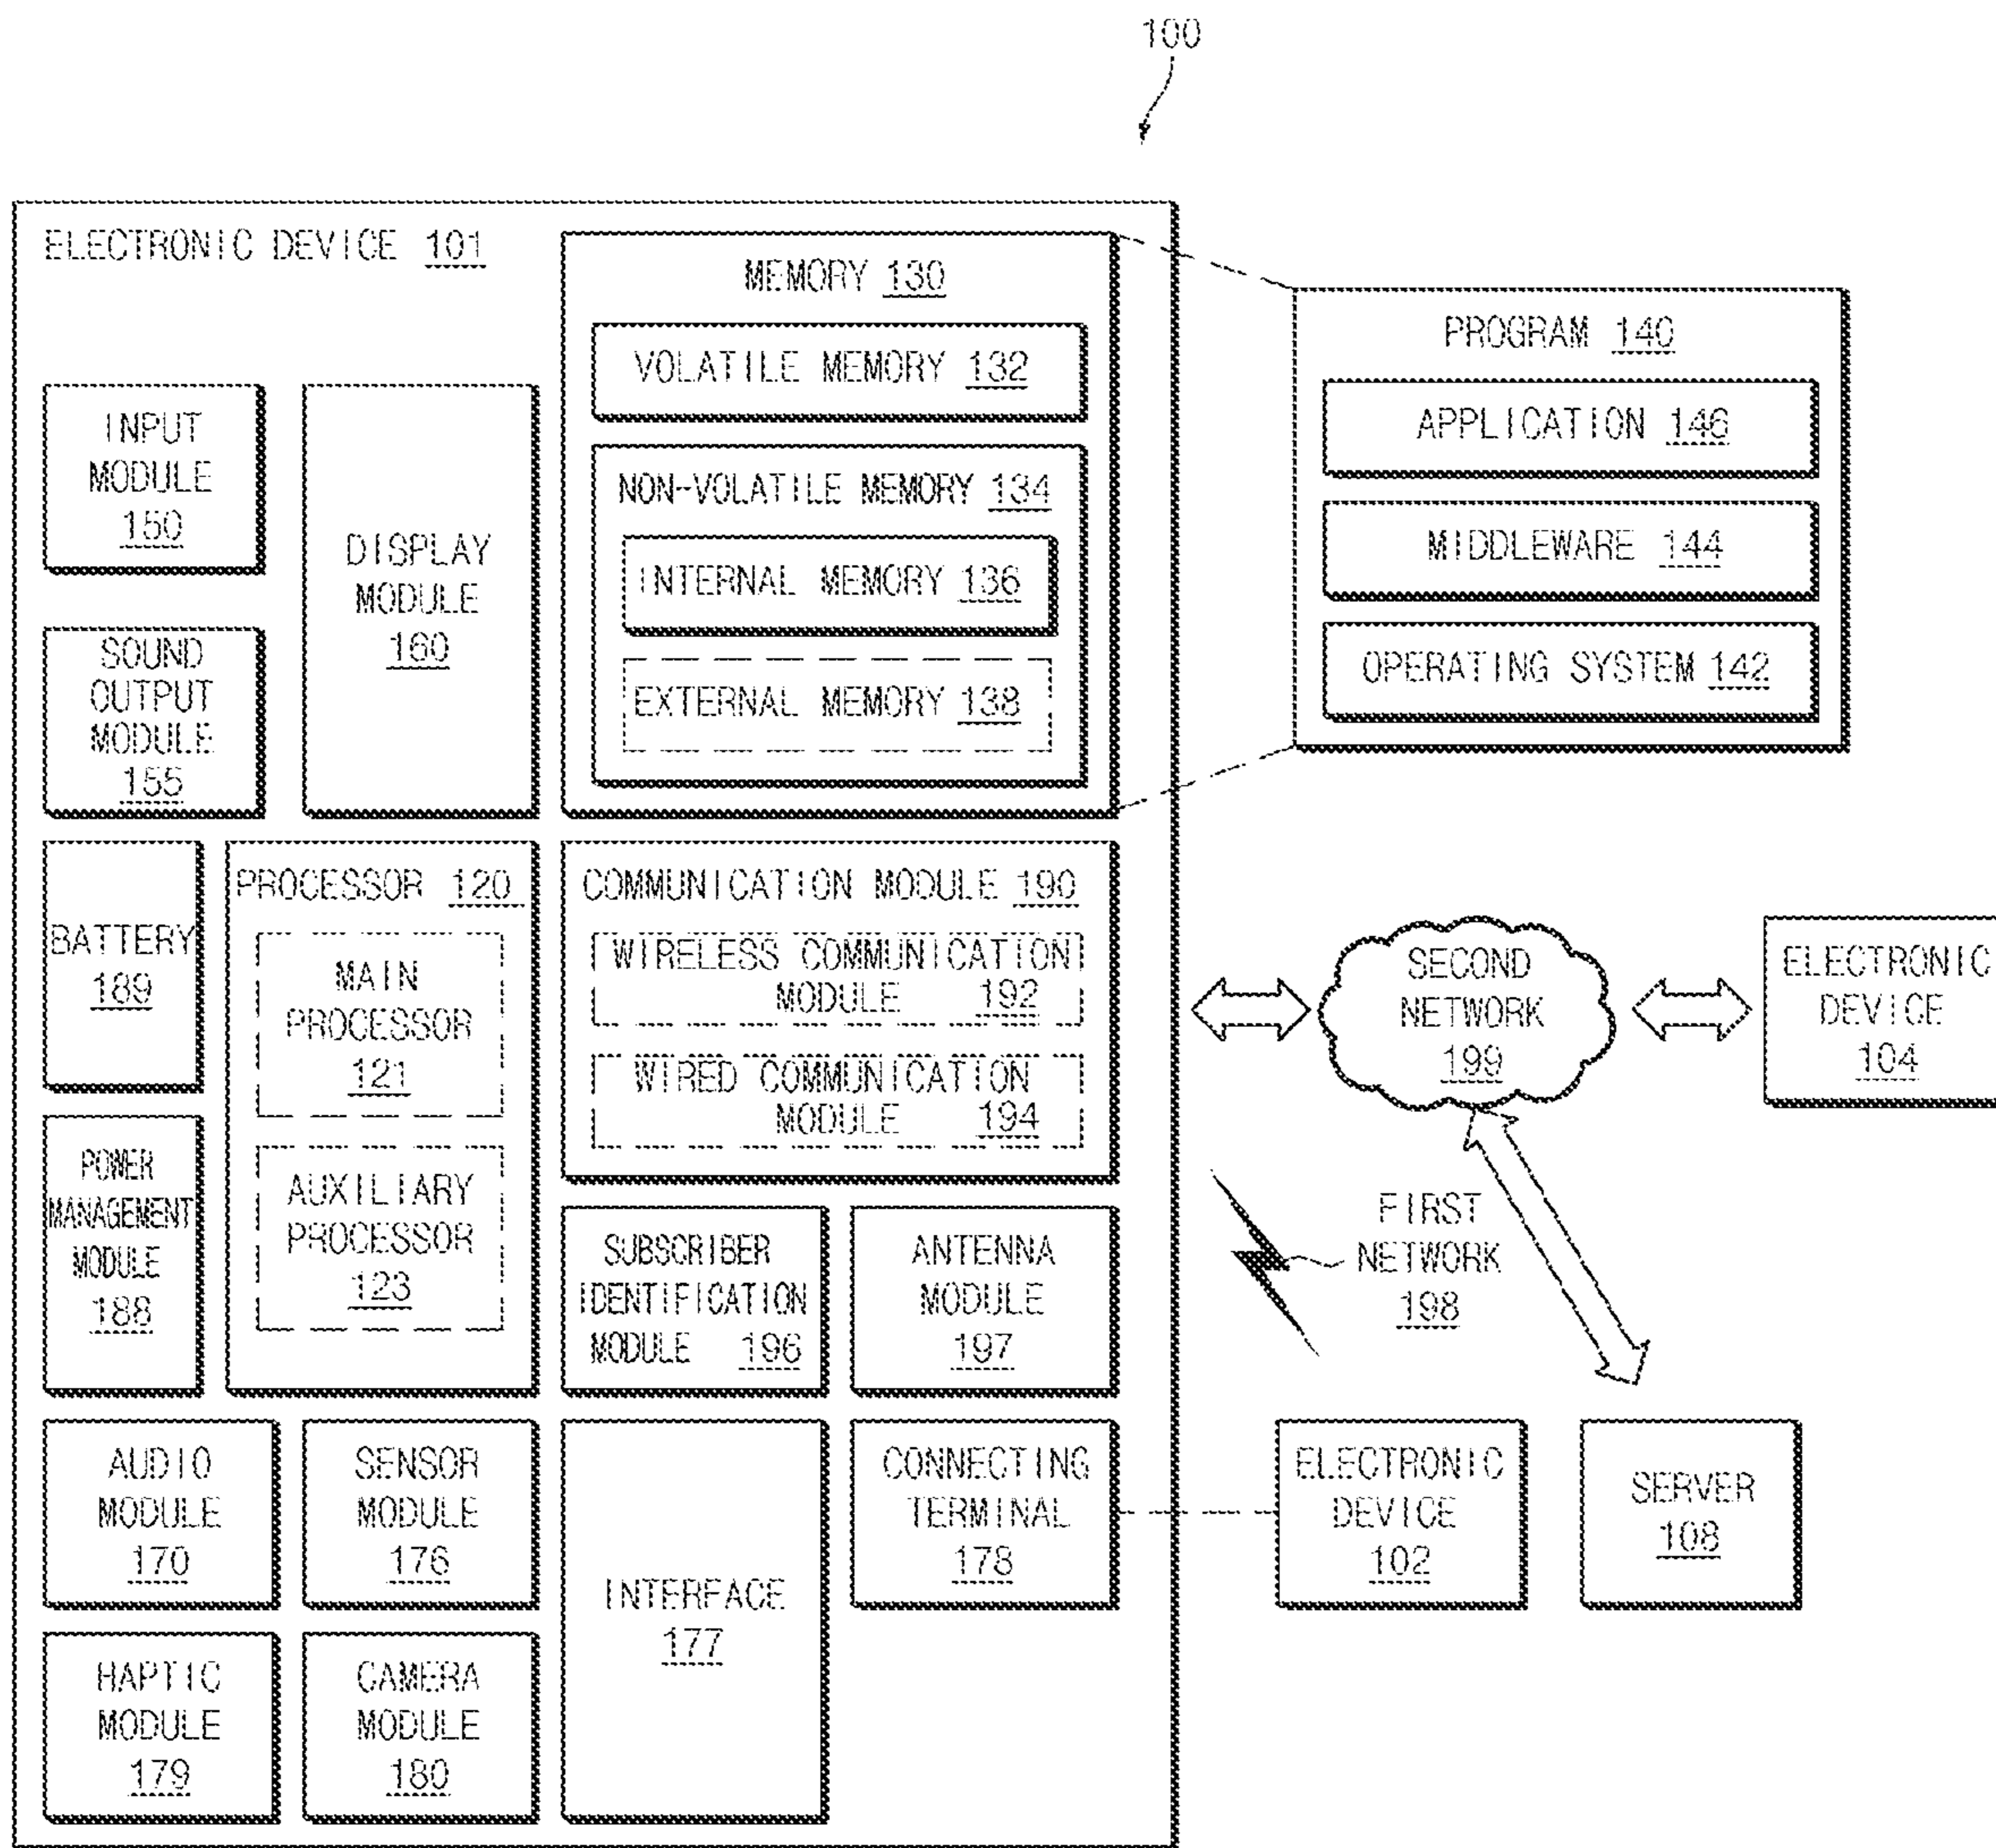 100
ELECTRONIC DEVICE 101
MEMORY 130
VOLATILE MEMORY 132
NON-VOLATILE MEMORY 134
INTERNAL MEMORY 136
EXTERNAL MEMORY 138
PROGRAM 140
APPLICATION 146
MIDDLEWARE 144
OPERATING SYSTEM 142
INPUT
MODULE
150
DISPLAY
MODULE
160
SOUND
OUTPUT
MODULE
155
BATTERY
189
PROCESSOR 120
MAIN
PROCESSOR
121
AUXILIARY
PROCESSOR
123
POWER
MANAGEMENT
MODULE
188
COMMUNICATION MODULE 190
WIRELESS COMMUNICATION
MODULE 192
WIRED COMMUNICATION
MODULE 194
SECOND
NETWORK
199
ELECTRONIC
DEVICE
104
SUBSCRIBER
IDENTIFICATION
MODULE 196
ANTENNA
MODULE
197
FIRST
NETWORK
198
AUDIO
MODULE
170
SENSOR
MODULE
176
INTERFACE
177
CONNECTING
TERMINAL
178
ELECTRONIC
DEVICE
102
SERVER
108
HAPTIC
MODULE
179
CAMERA
MODULE
180